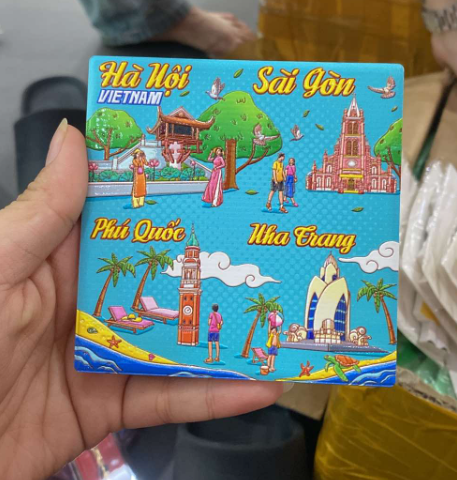 Hà Nội
VIETNAM
Sài Gòn
Phú Quốc
Nha Trang